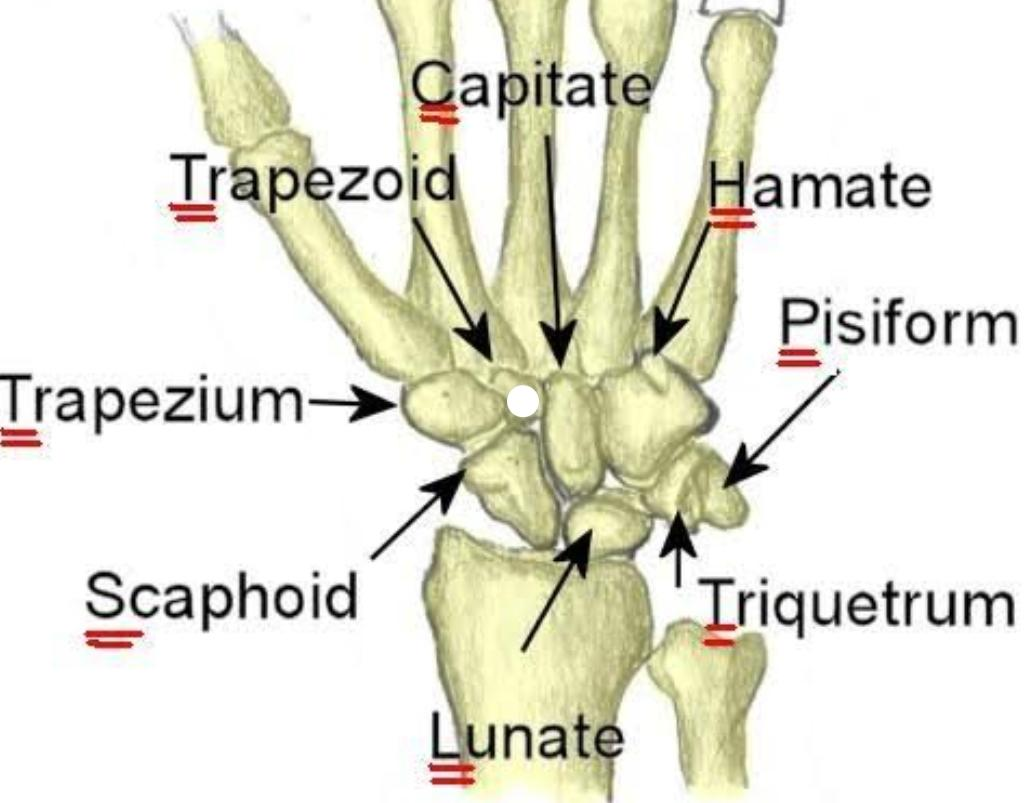 Capitate
Trapezoid
Hamate
Pisiform
Trapezium
Scaphoid
Triquetrum
Lunate